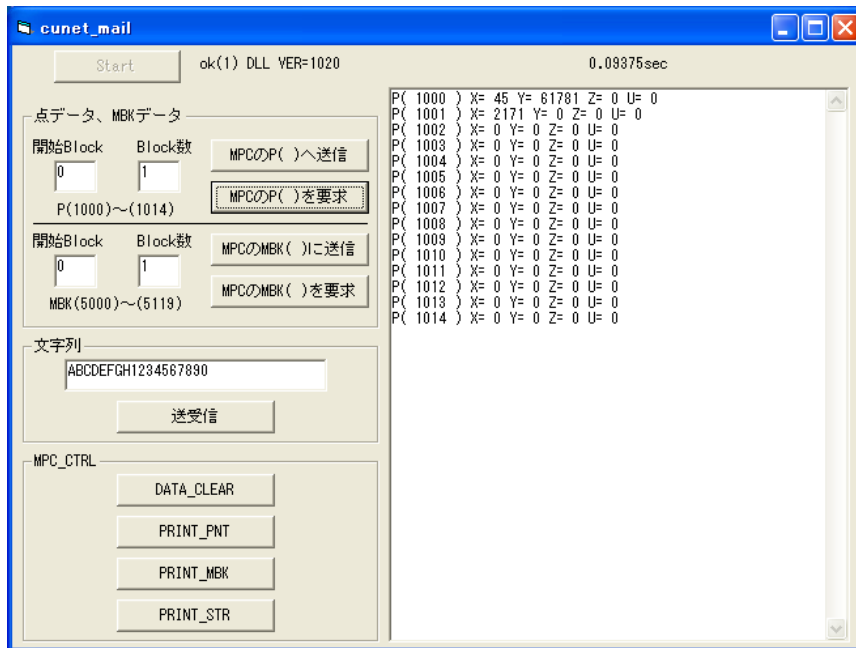 cunet_mail
Start ok(1) DLL VER=1020 0.09375sec
点データ、MBKデータ
開始Block Block数
0 1
MPCのP( )へ送信
MPCのP( )を要求
P(1000)～(1014)
開始Block Block数
0 1
MPCのMBK( )に送信
MPCのMBK( )を要求
MBK(5000)～(5119)
文字列
ABCDEFGH1234567890
送受信
MPC_CTRL
DATA_CLEAR
PRINT_PNT
PRINT_MBK
PRINT_STR
P( 1000 ) X= 45 Y= 61781 Z= 0 U= 0
P( 1001 ) X= 2171 Y= 0 Z= 0 U= 0
P( 1002 ) X= 0 Y= 0 Z= 0 U= 0
P( 1003 ) X= 0 Y= 0 Z= 0 U= 0
P( 1004 ) X= 0 Y= 0 Z= 0 U= 0
P( 1005 ) X= 0 Y= 0 Z= 0 U= 0
P( 1006 ) X= 0 Y= 0 Z= 0 U= 0
P( 1007 ) X= 0 Y= 0 Z= 0 U= 0
P( 1008 ) X= 0 Y= 0 Z= 0 U= 0
P( 1009 ) X= 0 Y= 0 Z= 0 U= 0
P( 1010 ) X= 0 Y= 0 Z= 0 U= 0
P( 1011 ) X= 0 Y= 0 Z= 0 U= 0
P( 1012 ) X= 0 Y= 0 Z= 0 U= 0
P( 1013 ) X= 0 Y= 0 Z= 0 U= 0
P( 1014 ) X= 0 Y= 0 Z= 0 U= 0